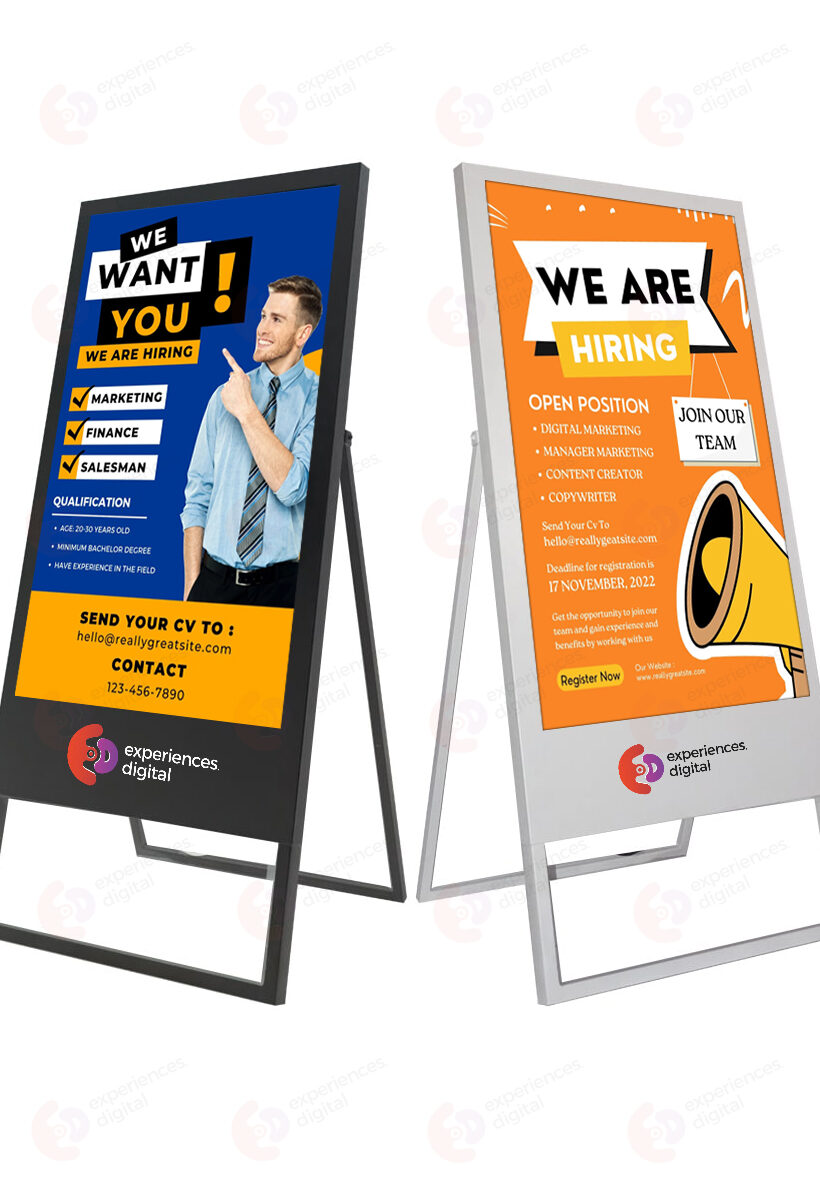 WE
WANT
YOU
!
WE ARE HIRING
MARKETING
FINANCE
SALESMAN
QUALIFICATION
• AGE: 20-30 YEARS OLD
• MINIMUM BACHELOR DEGREE
• HAVE EXPERIENCE IN THE FIELD
SEND YOUR CV TO :
hello@reallygreatsite.com
CONTACT
123-456-7890
experiences.
digital
WE ARE
HIRING
OPEN POSITION
• DIGITAL MARKETING
• MANAGER MARKETING
• CONTENT CREATOR
• COPYWRITER
JOIN OUR
TEAM
Send Your Cv To
hello@reallygeatsite.com
Deadline for registration is
17 NOVEMBER, 2022
Get the opportunity to join our
team and gain experience and
benefits by working with us
Register Now
Our Website :
www.reallygreatsite.com
experiences.
digital